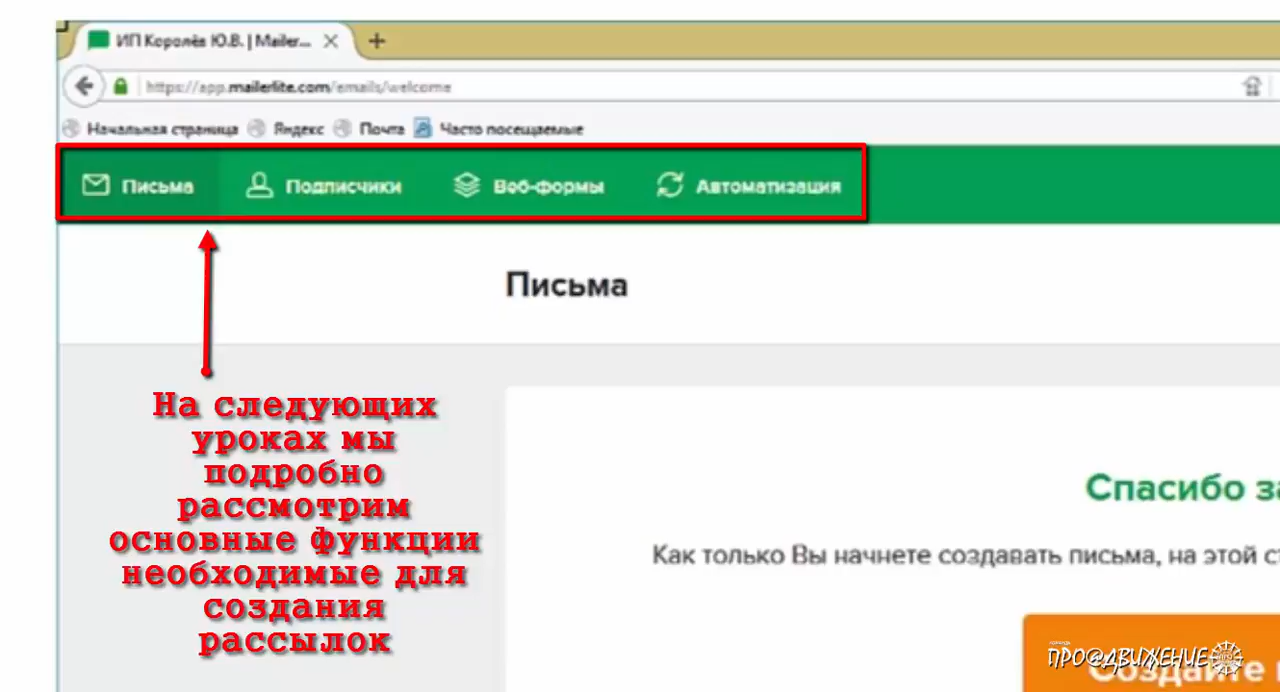 ИП Королёв Ю.В. | Mailer...
https://app.mailerlite.com/emails/welcome
Начальная страница Яндекс Почта Часто посещаемые
Письма Подписчики Веб-формы Автоматизация
Письма
На следующих
уроках мы
подробно
рассмотрим
основные функции
необходимые для
создания
рассылок
Спасибо за
Как только Вы начнете создавать письма, на этой ст
Создайте
ПРОДВИЖЕНИЕ